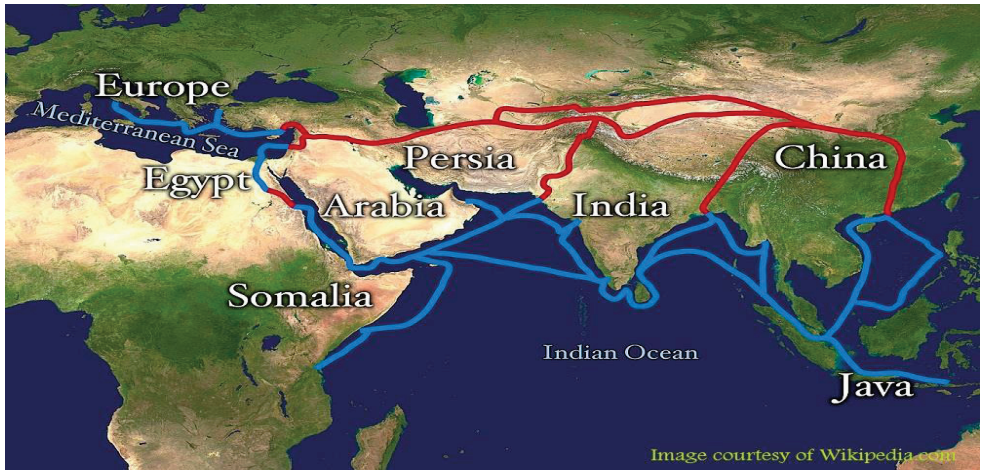 Europe
Mediterranean Sea
Egypt
Persia
Arabia
India
China
Somalia
Indian Ocean
Java
Image courtesy of Wikipedia.com